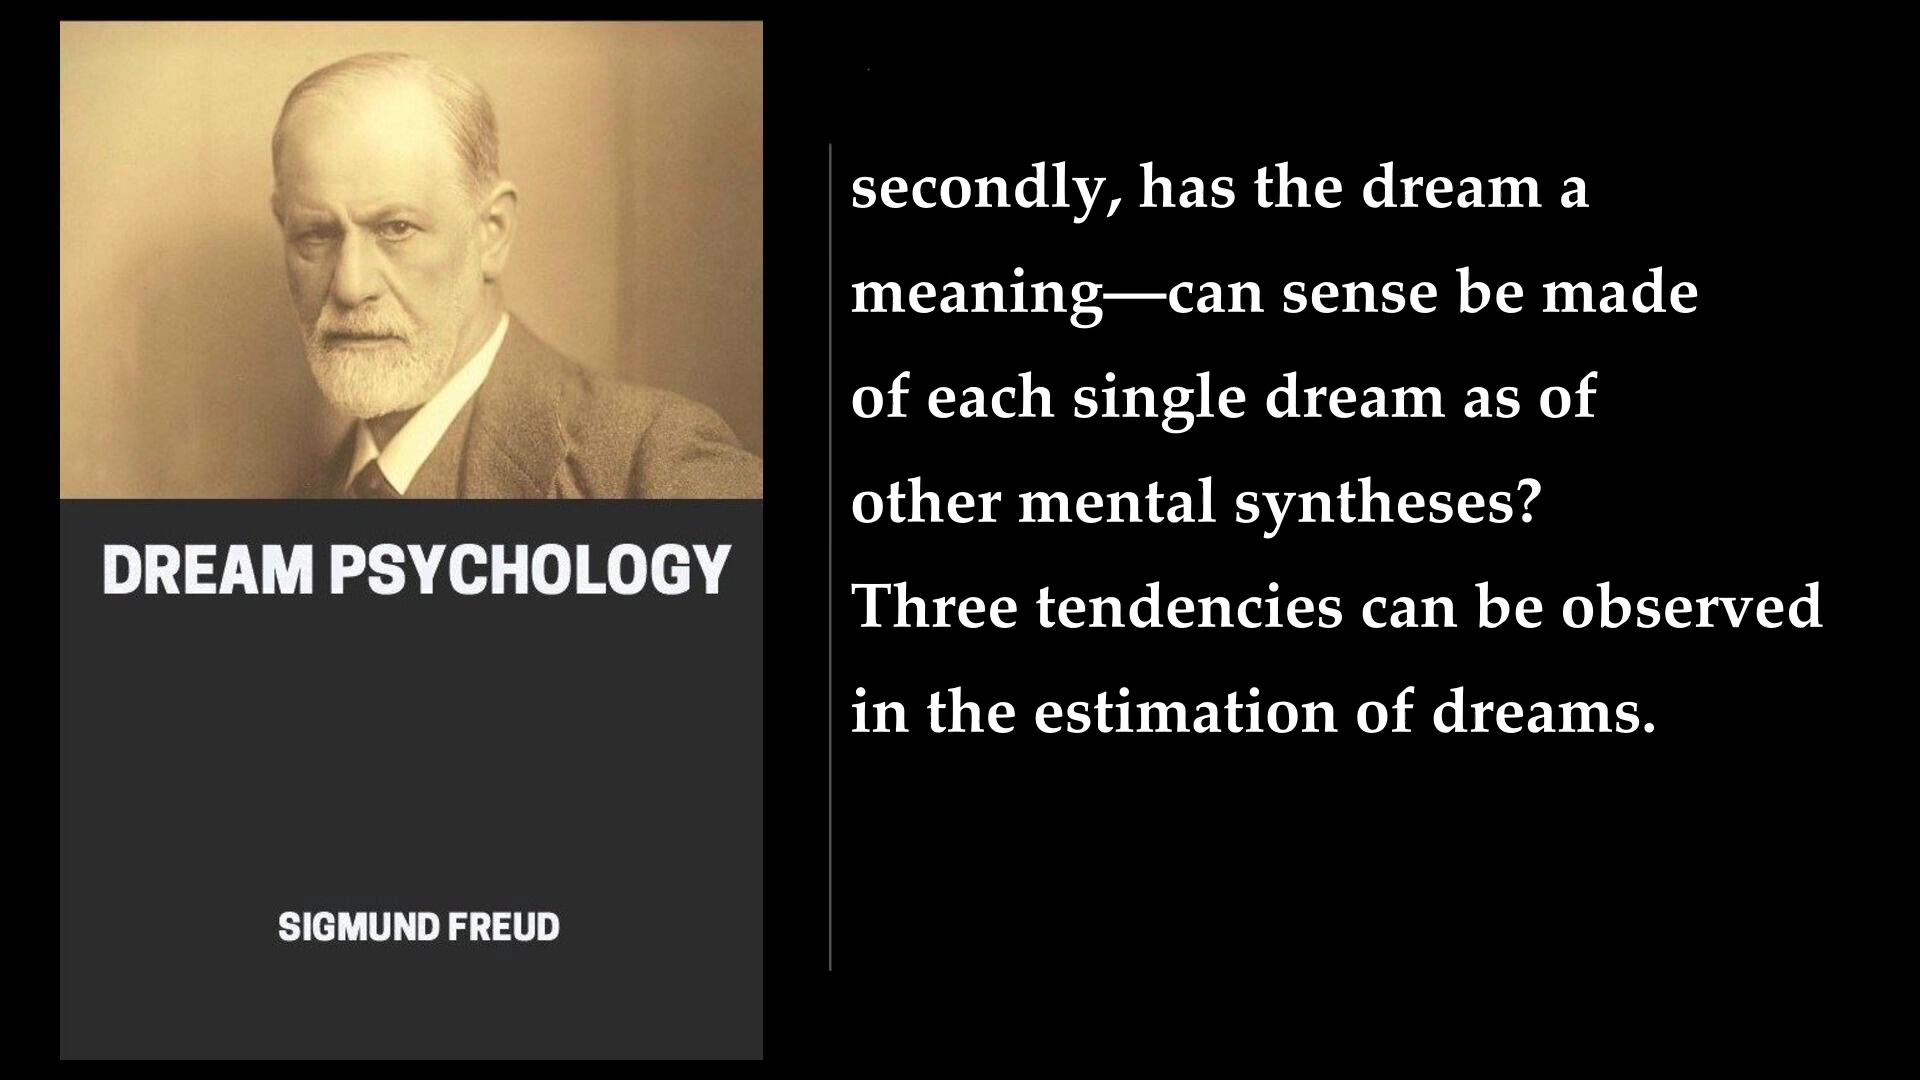 DREAM PSYCHOLOGY
SIGMUND FREUD
secondly, has the dream a
meaning—can sense be made
of each single dream as of
other mental syntheses?
Three tendencies can be observed
in the estimation of dreams.